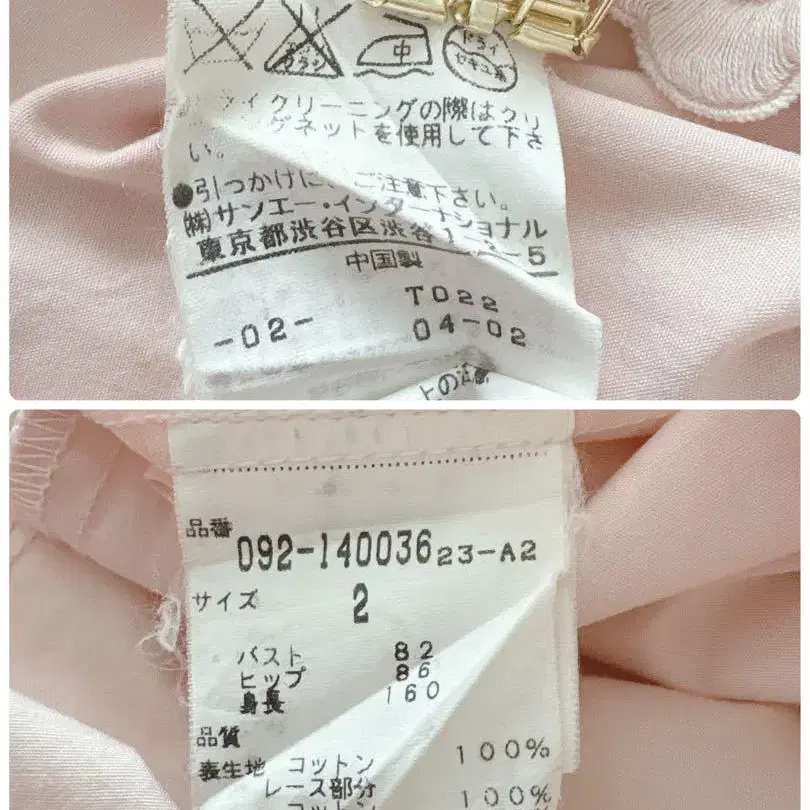 中
ドライ
セキユ系
クリーニングの際はクリ
ネットを使用して下さ
い。
●引っかけに、ご注意下さい。
㈱サンエー・インターナショナル
東京都渋谷区渋谷
5
中国製
T022
-02- 04-02
品番
092-140036 23-A2
サイズ 2
バスト 82
ヒップ 86
身長 160
品質
表生地 コットン 100%
レース部分
コットン 100%